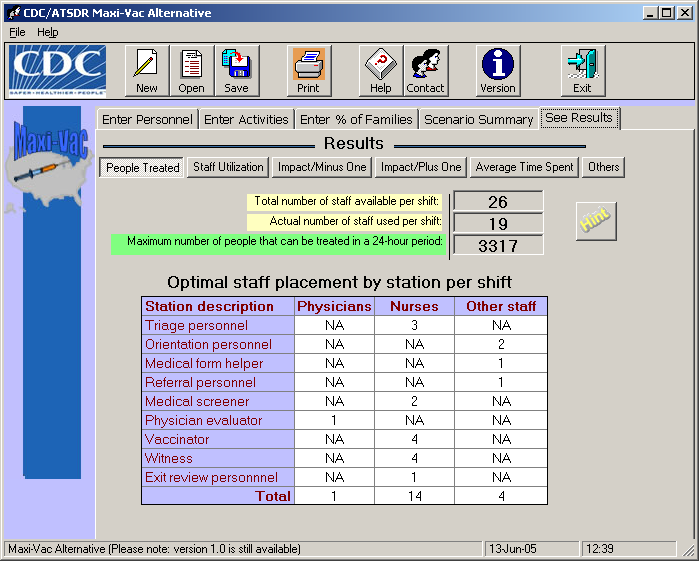 CDC/ATSDR Maxi-Vac Alternative
File Help
CDC
SAFER·HEALTHIER·PEOPLE
New Open Save Print Help Contact Version Exit
Maxi-Vac
Enter Personnel Enter Activities Enter % of Families Scenario Summary See Results
Results
People Treated Staff Utilization Impact/Minus One Impact/Plus One Average Time Spent Others
Total number of staff available per shift: 26
Actual number of staff used per shift: 19
Maximum number of people that can be treated in a 24-hour period: 3317
Hint
Optimal staff placement by station per shift
Station description Physicians Nurses Other staff
Triage personnel NA 3 NA
Orientation personnel NA NA 2
Medical form helper NA NA 1
Referral personnel NA NA 1
Medical screener NA 2 NA
Physician evaluator 1 NA NA
Vaccinator NA 4 NA
Witness NA 4 NA
Exit review personnnel NA 1 NA
Total 1 14 4
Maxi-Vac Alternative (Please note: version 1.0 is still available) 13-Jun-05 12:39